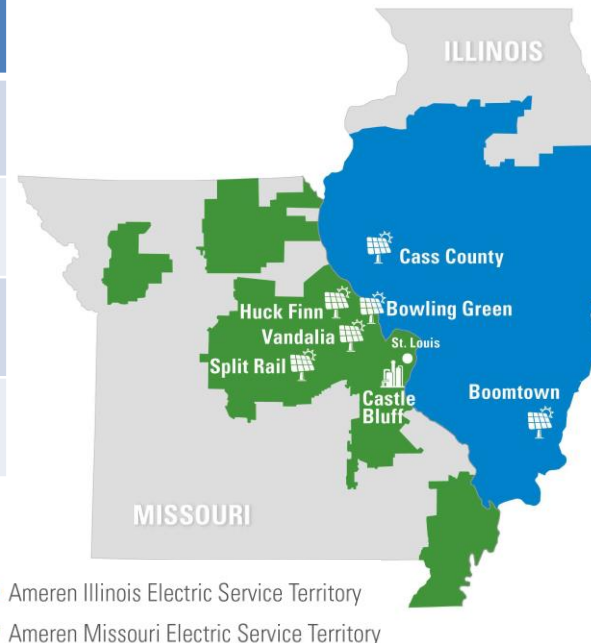 ILLINOIS
Cass County
Huck Finn
Bowling Green
Vandalia
St. Louis
Split Rail
Castle
Bluff
Boomtown
MISSOURI
Ameren Illinois Electric Service Territory
Ameren Missouri Electric Service Territory